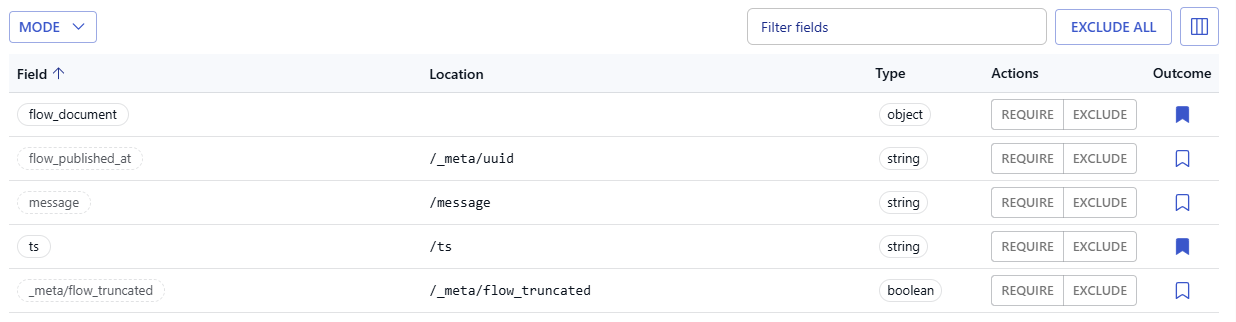 MODE Filter fields EXCLUDE ALL
Field Location Type Actions Outcome
flow_document object REQUIRE EXCLUDE
flow_published_at /_meta/uuid string REQUIRE EXCLUDE
message /message string REQUIRE EXCLUDE
ts /ts string REQUIRE EXCLUDE
_meta/flow_truncated /_meta/flow_truncated boolean REQUIRE EXCLUDE